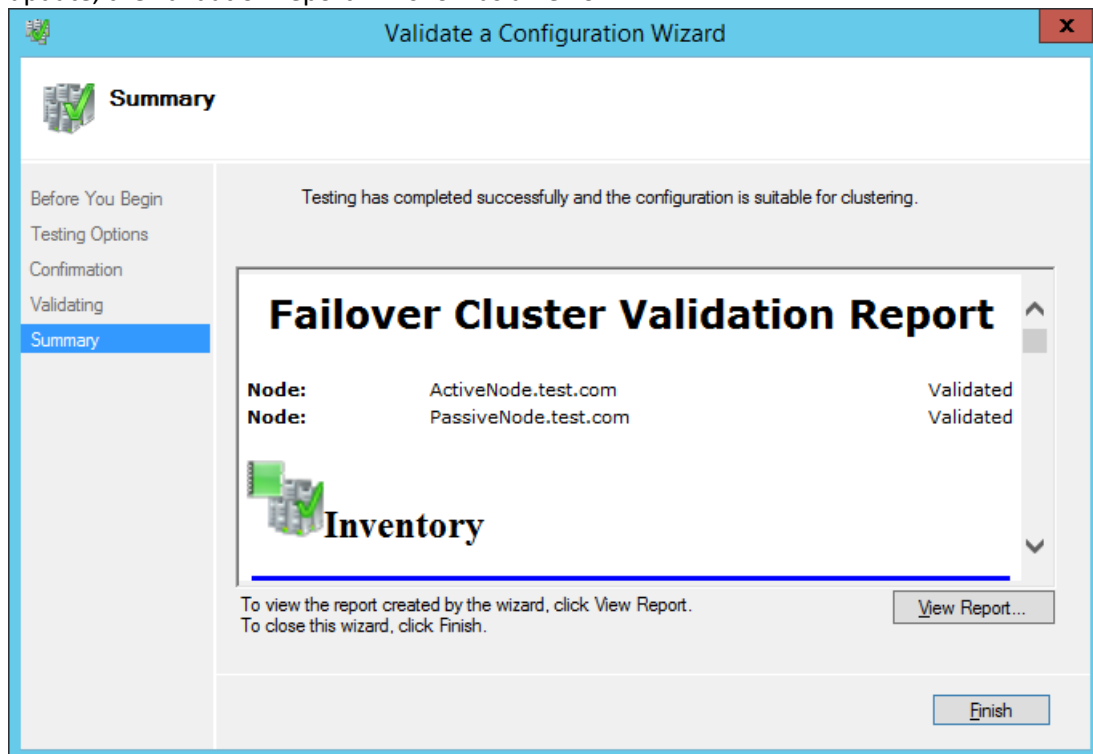 Validate a Configuration Wizard
X
Summary
Before You Begin
Testing Options
Confirmation
Validating
Summary
Testing has completed successfully and the configuration is suitable for clustering.
Failover Cluster Validation Report
Node: ActiveNode.test.com Validated
Node: PassiveNode.test.com Validated
Inventory
To view the report created by the wizard, click View Report.
To close this wizard, click Finish.
View Report...
Finish